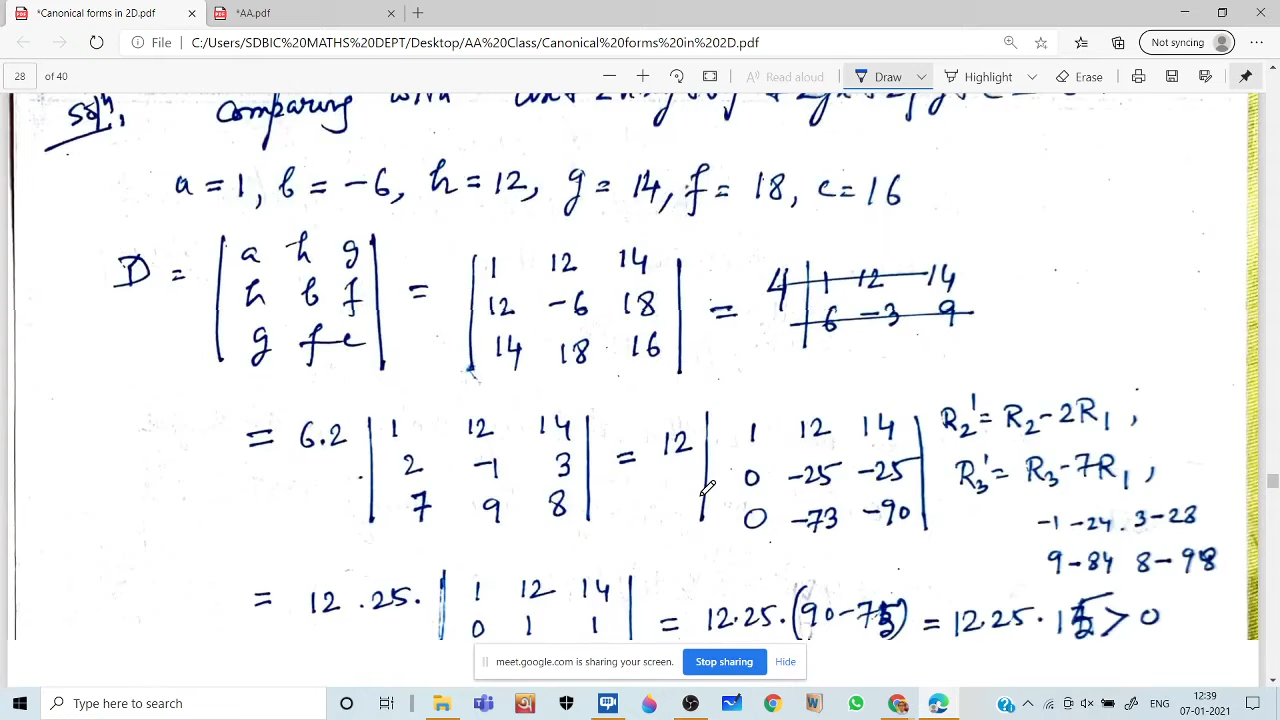 *Canonical forms in 2D.pdf
*AA.pdf
File | C:/Users/SDBIC%20MATHS%20DEPT/Desktop/AA%20Class/Canonical%20forms%20in%202D.pdf
Not syncing
28 of 40
Read aloud
Draw
Highlight
Erase
Solⁿ. Comparing with
a = 1, b = -6, h = 12, g = 14, f = 18, c = 16
D = | a h g | = | 1 12 14 | = 4 | 1 12 14
| h b f | | 12 -6 18 | | 6 -3 9
| g f c | | 14 18 16 |
= 6.2 | 1 12 14 | = 12 | 1 12 14 | R₂' = R₂ - 2R₁,
| 2 -1 3 | | 0 -25 -25 | R₃' = R₃ - 7R₁,
| 7 9 8 | | 0 -73 -90 |
-1 -24. 3 -28
9 -84 8 -98
= 12.25. | 1 12 14 | = 12.25.(90-7 ) = 12.25. 1 > 0
| 0 1 1 |
meet.google.com is sharing your screen.
Stop sharing
Hide
Type here to search
ENG
12:39
07-01-2021